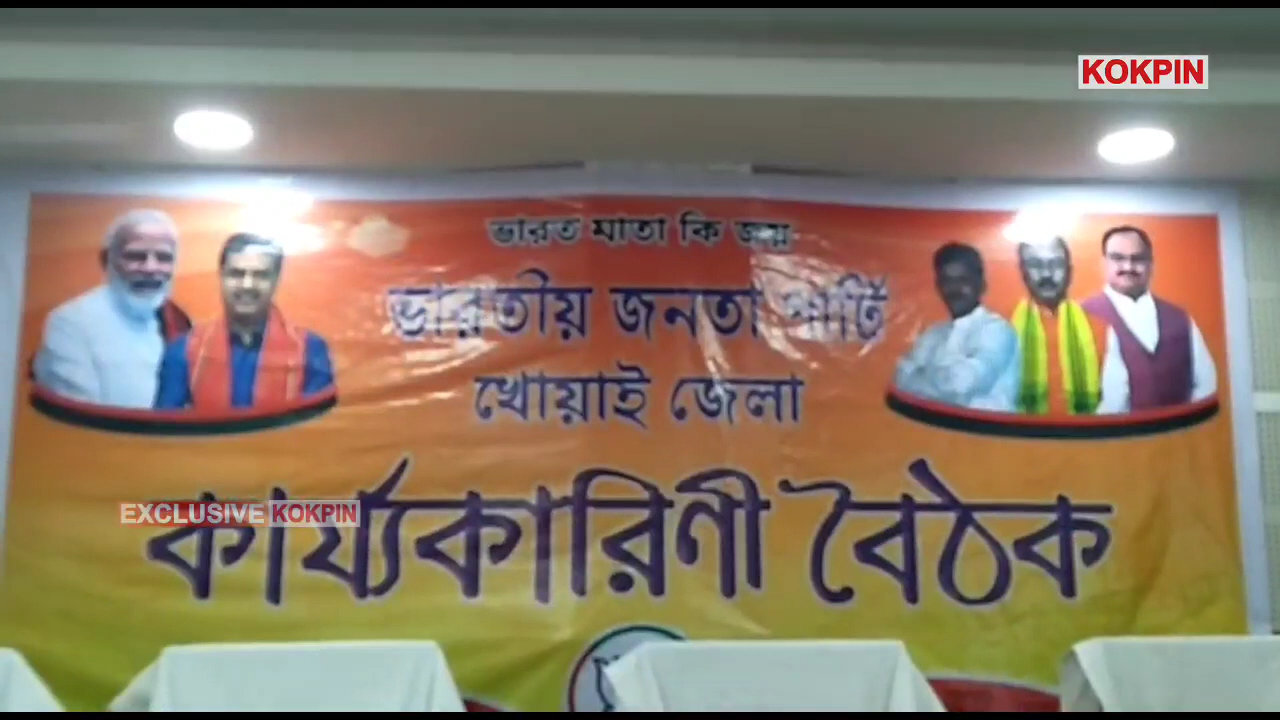 KOKPIN
ভারত মাতা কি জয়
ভারতীয় জনতা পার্টি
খোয়াই জেলা
কার্য্যকারিণী বৈঠক
EXCLUSIVE KOKPIN